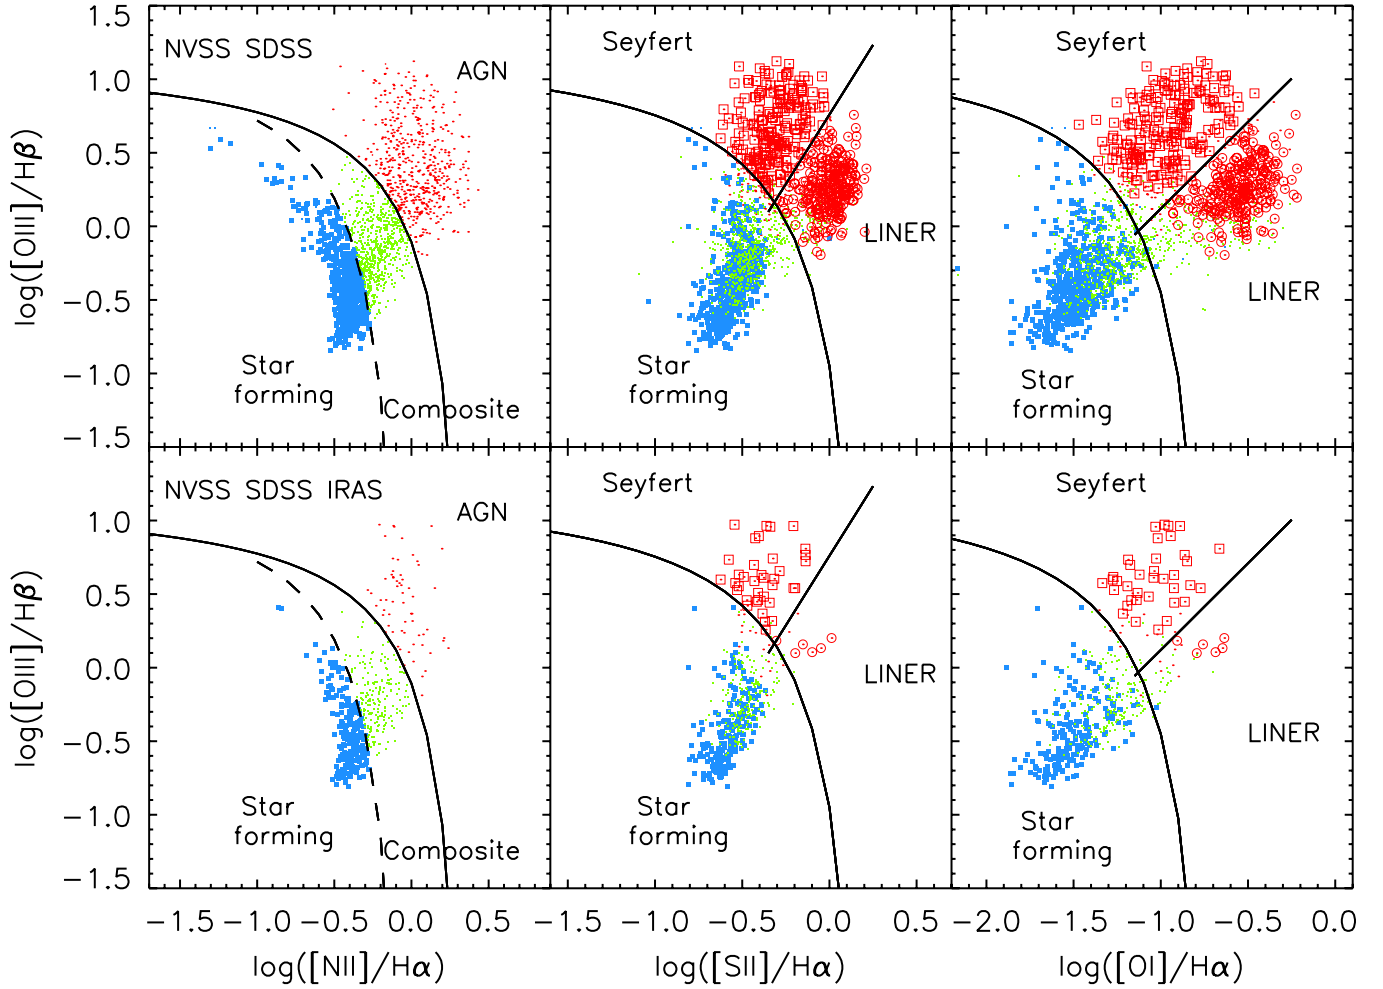 1.5
1.0
0.5
0.0
−0.5
−1.0
−1.5
log([OIII]/Hβ)
NVSS SDSS
AGN
Star
forming
Composite
Seyfert
LINER
Star
forming
Seyfert
LINER
Star
forming
1.0
0.5
0.0
−0.5
−1.0
−1.5
log([OIII]/Hβ)
NVSS SDSS IRAS
AGN
Star
forming
Composite
Seyfert
LINER
Star
forming
Seyfert
LINER
Star
forming
−1.5 −1.0 −0.5 0.0 0.5
−1.5 −1.0 −0.5 0.0 0.5
−2.0 −1.5 −1.0 −0.5 0.0
log([NII]/Hα)
log([SII]/Hα)
log([OI]/Hα)